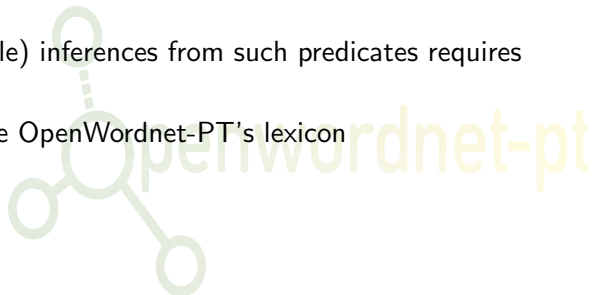 le) inferences from such predicates requires
e OpenWordnet-PT's lexicon
openwordnet-pt